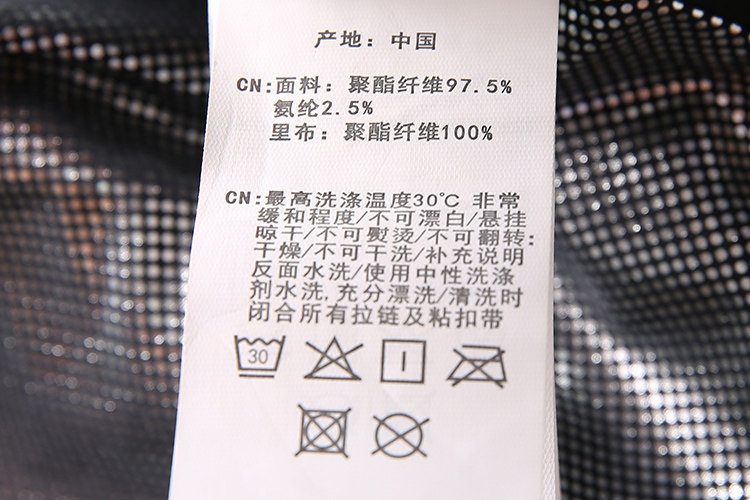 产地：中国
CN:面料：聚酯纤维97.5%
氨纶2.5%
里布：聚酯纤维100%
CN:最高洗涤温度30℃ 非常
缓和程度/不可漂白/悬挂
晾干/不可熨烫/不可翻转:
干燥/不可干洗/补充说明
反面水洗/使用中性洗涤
剂水洗,充分漂洗/清洗时
闭合所有拉链及粘扣带
30